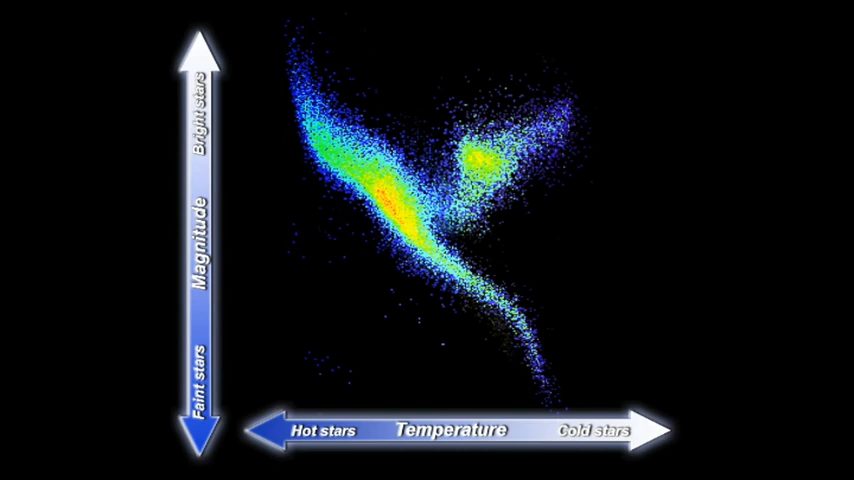 Bright stars
Magnitude
Faint stars
Hot stars
Temperature
Cold stars